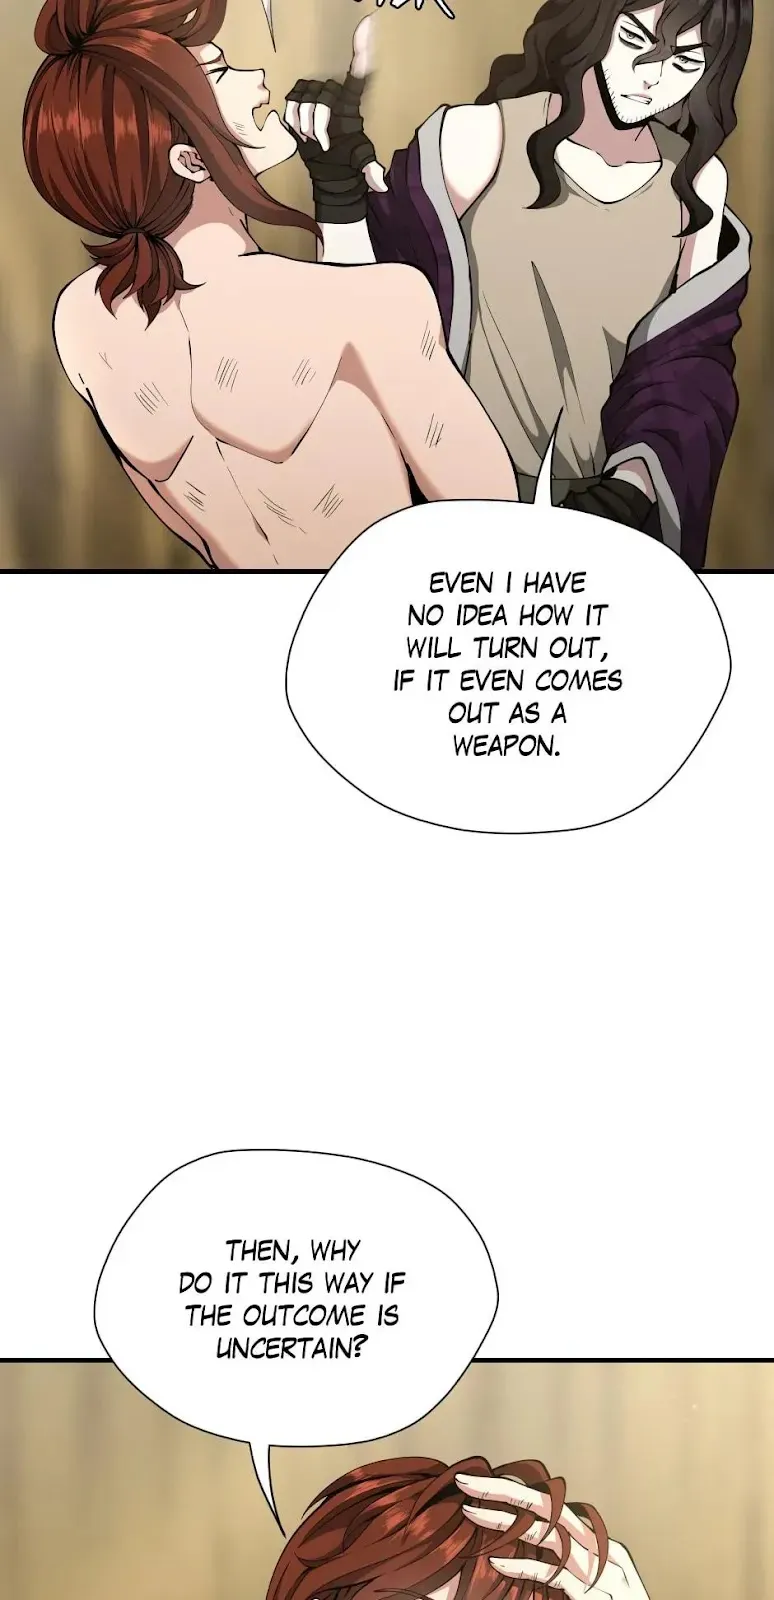 EVEN I HAVE
NO IDEA HOW IT
WILL TURN OUT,
IF IT EVEN COMES
OUT AS A
WEAPON.
THEN, WHY
DO IT THIS WAY IF
THE OUTCOME IS
UNCERTAIN?